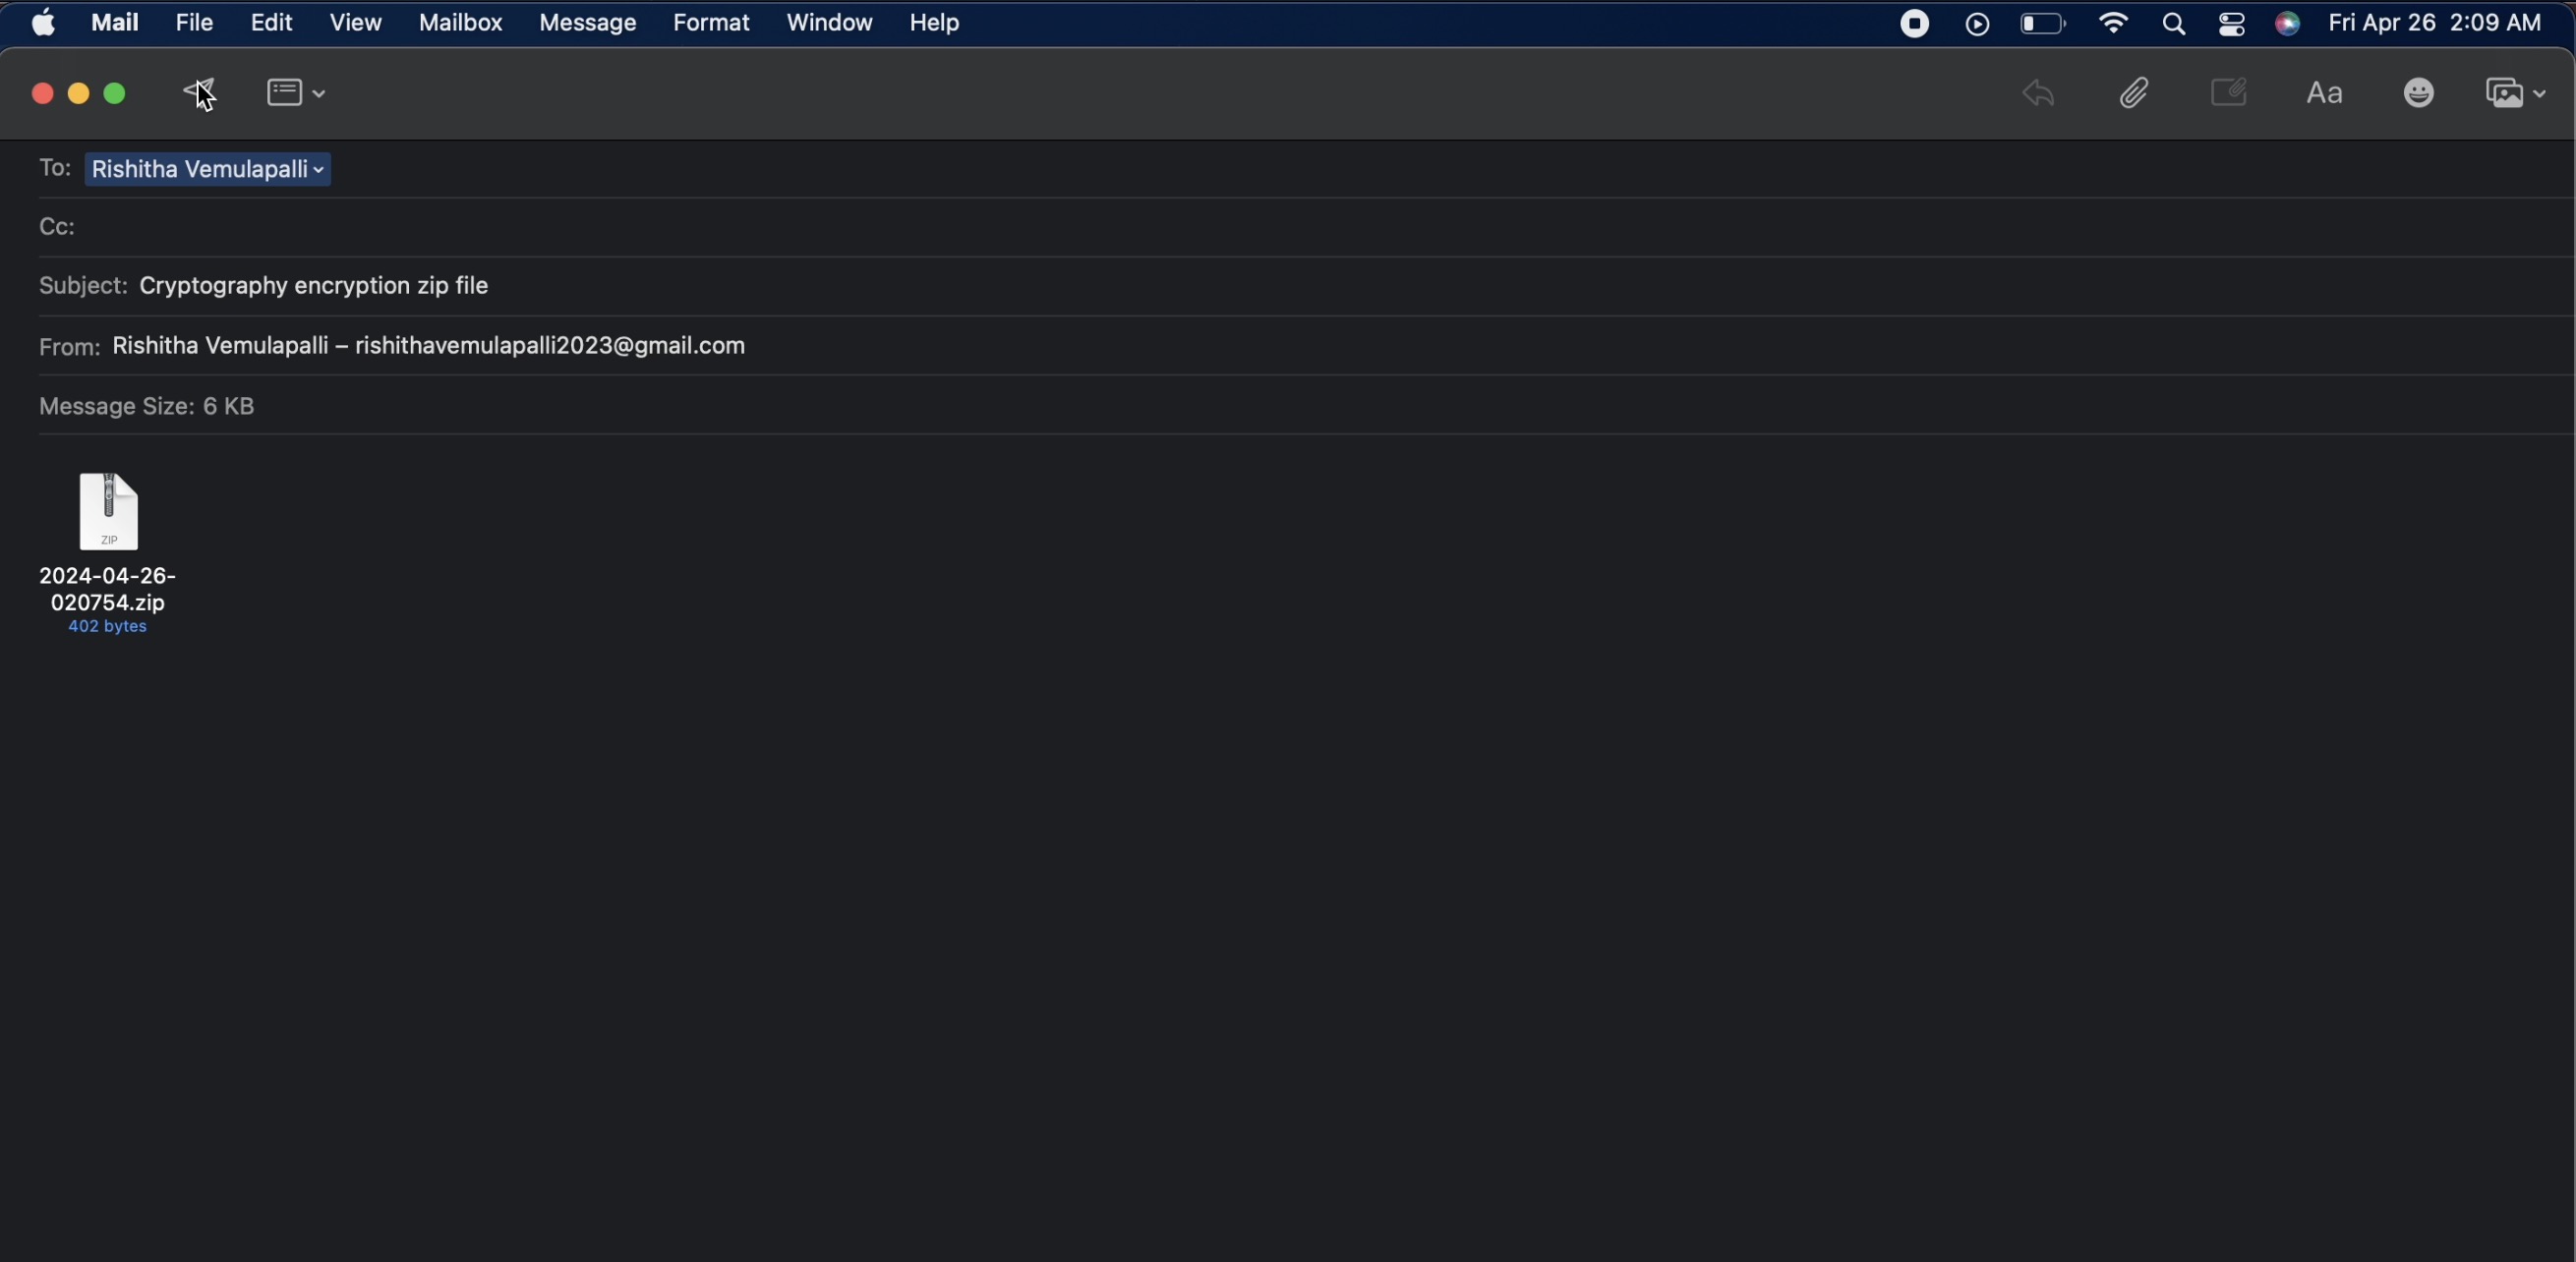 Mail File Edit View Mailbox Message Format Window Help Fri Apr 26 2:09 AM
Aa
To: Rishitha Vemulapalli
Cc:
Subject: Cryptography encryption zip file
From: Rishitha Vemulapalli – rishithavemulapalli2023@gmail.com
Message Size: 6 KB
ZIP
2024-04-26-
020754.zip
402 bytes